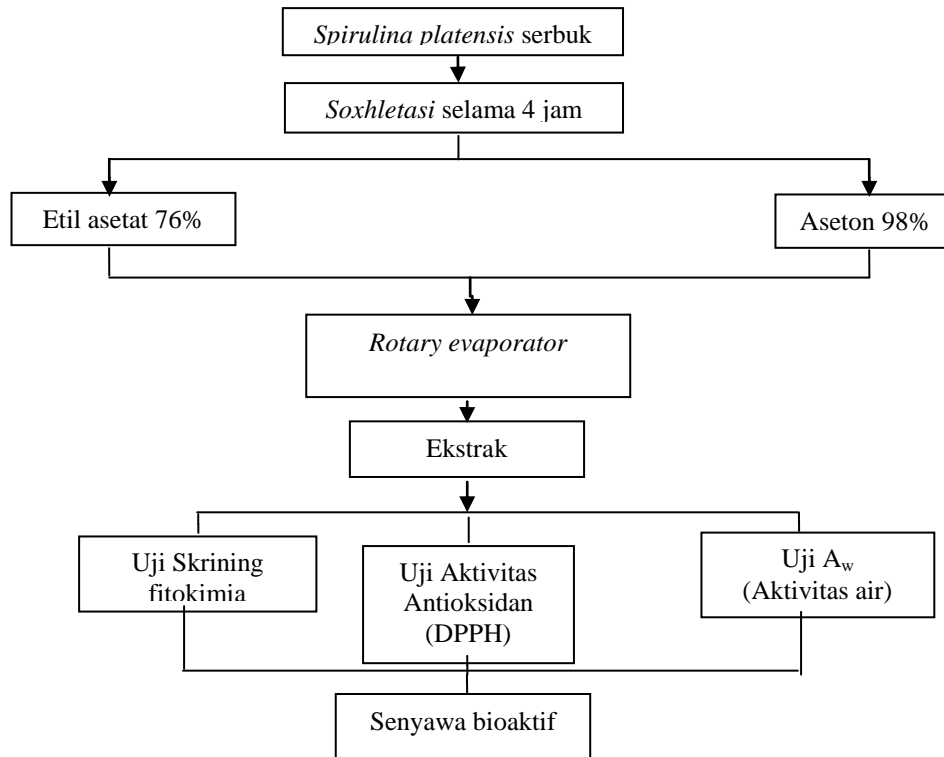 Spirulina platensis serbuk
Soxhletasi selama 4 jam
Etil asetat 76%
Aseton 98%
Rotary evaporator
Ekstrak
Uji Skrining
fitokimia
Uji Aktivitas
Antioksidan
(DPPH)
Uji Aw
(Aktivitas air)
Senyawa bioaktif